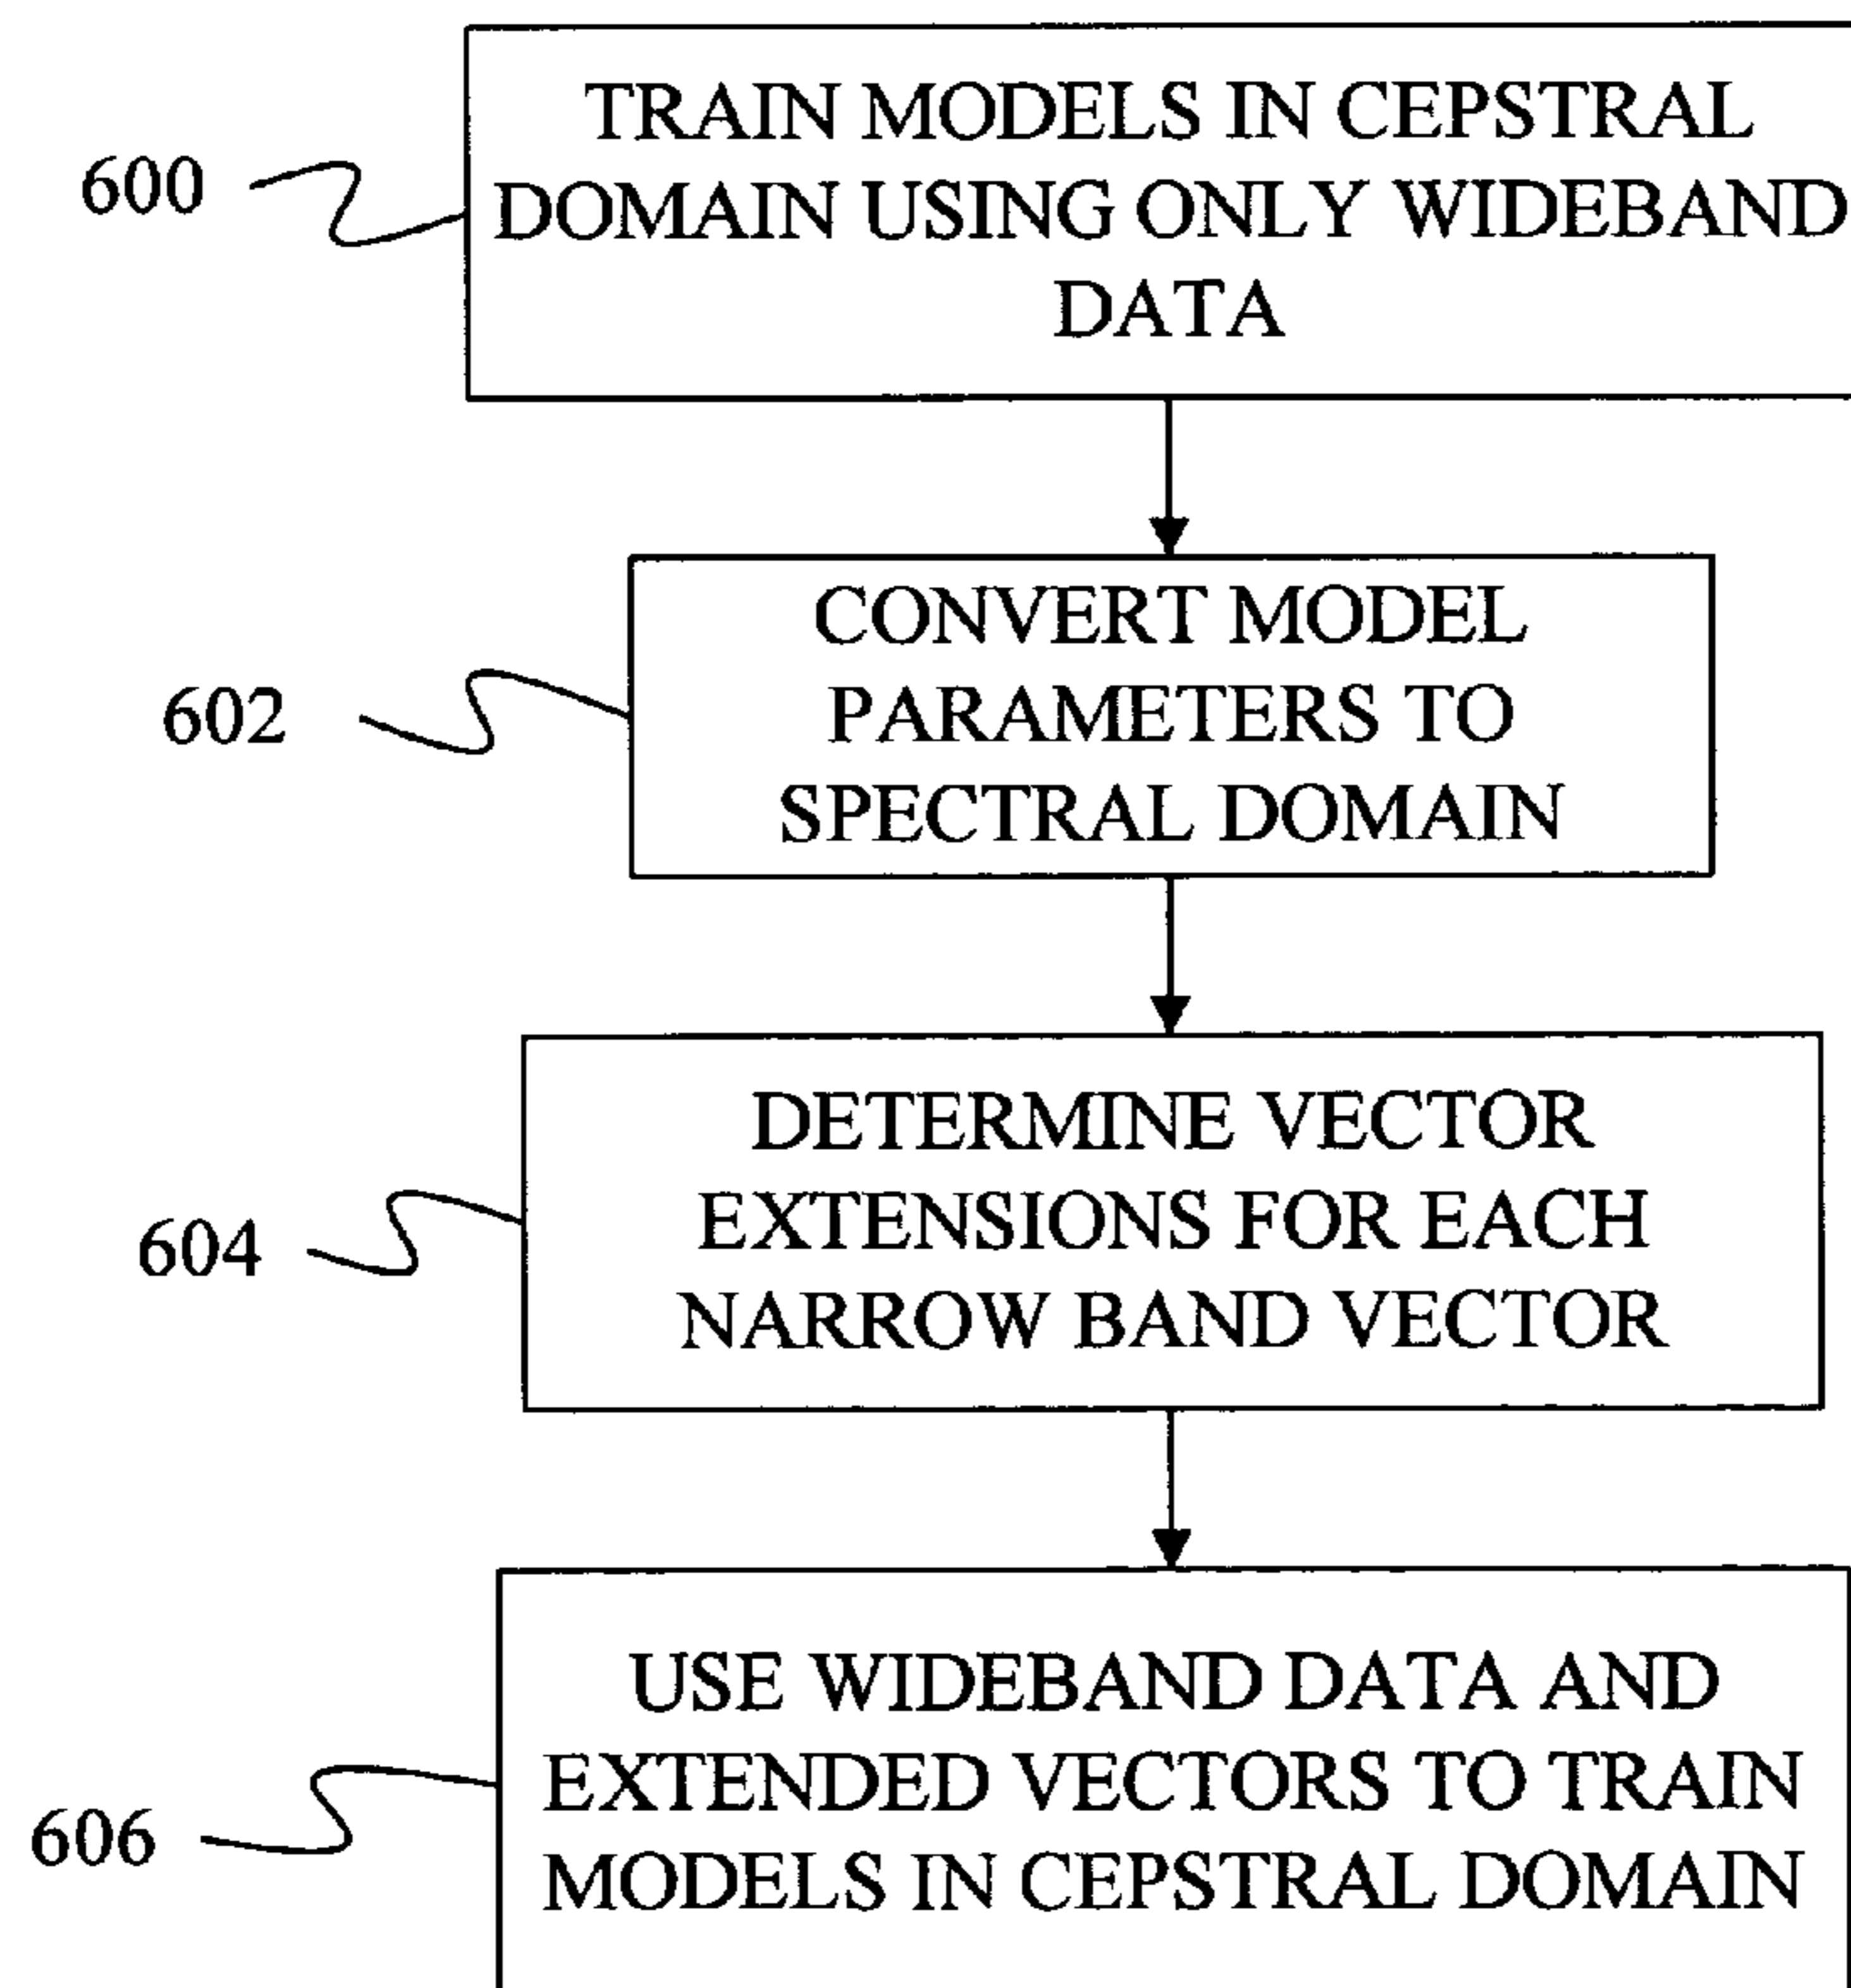 600
TRAIN MODELS IN CEPSTRAL
DOMAIN USING ONLY WIDEBAND
DATA
602
CONVERT MODEL
PARAMETERS TO
SPECTRAL DOMAIN
604
DETERMINE VECTOR
EXTENSIONS FOR EACH
NARROW BAND VECTOR
606
USE WIDEBAND DATA AND
EXTENDED VECTORS TO TRAIN
MODELS IN CEPSTRAL DOMAIN